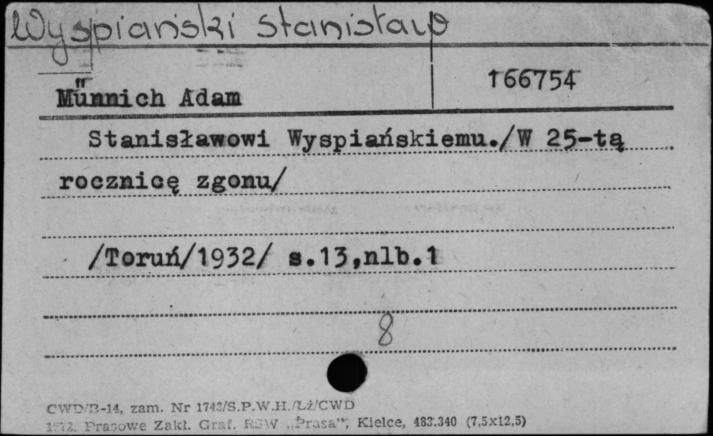 Wyspiański Stanisław
Münnich Adam
166754
Stanisławowi Wyspiańskiemu./W 25-tą
rocznicę zgonu/
/Toruń/1932/ s.13,nlb.1
8
CWD/B-14, zam. Nr 1743/S.P.W.H./Łż/CWD
Prasowe Zakł. Graf. RSW „Prasa", Kielce, 483.340 (7,5x12,5)